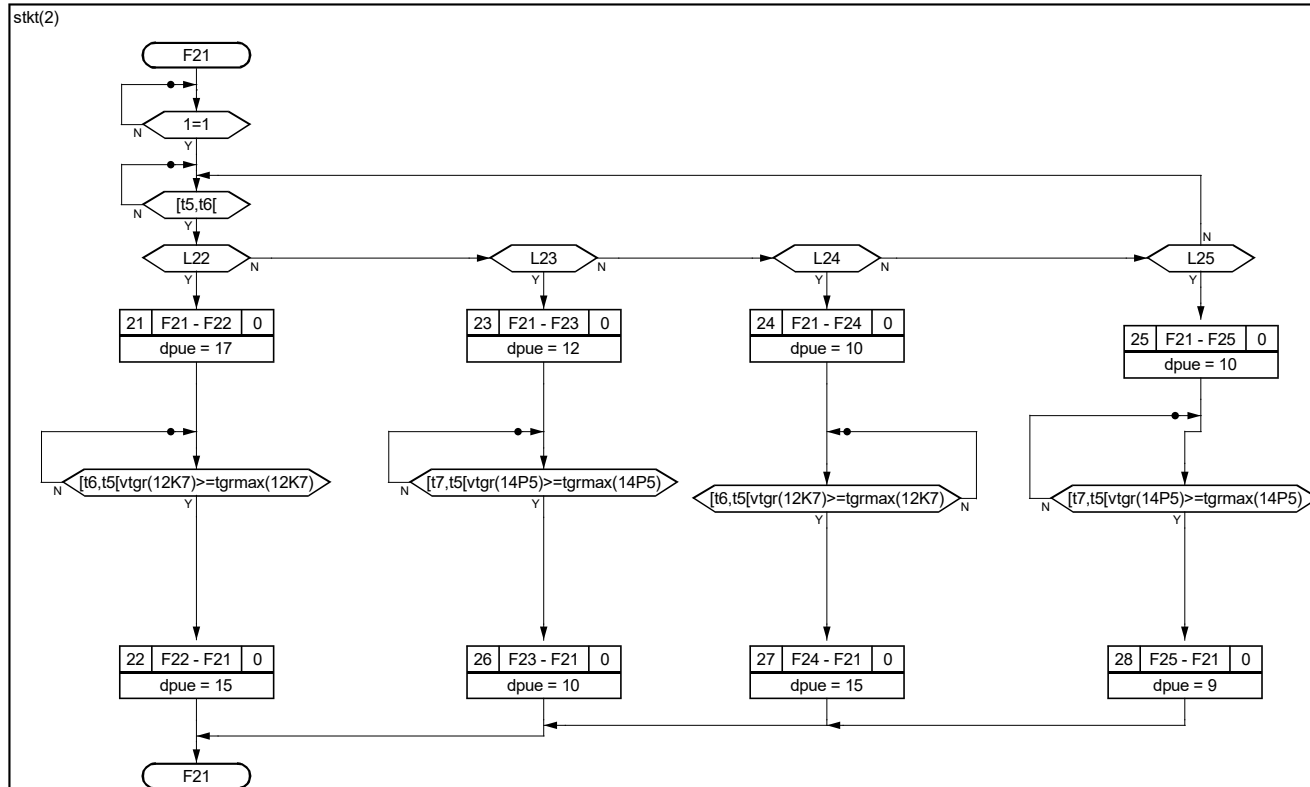 stkt(2)
F21
1=1
N
Y
[t5,t6[
N
Y
L22
N
Y
L23
N
Y
L24
N
Y
L25
N
Y
21 F21 - F22 0
dpue = 17
23 F21 - F23 0
dpue = 12
24 F21 - F24 0
dpue = 10
25 F21 - F25 0
dpue = 10
[t6,t5[vtgr(12K7)>=tgrmax(12K7)
N
Y
[t7,t5[vtgr(14P5)>=tgrmax(14P5)
N
Y
[t6,t5[vtgr(12K7)>=tgrmax(12K7)
N
Y
[t7,t5[vtgr(14P5)>=tgrmax(14P5)
N
Y
22 F22 - F21 0
dpue = 15
26 F23 - F21 0
dpue = 10
27 F24 - F21 0
dpue = 15
28 F25 - F21 0
dpue = 9
F21